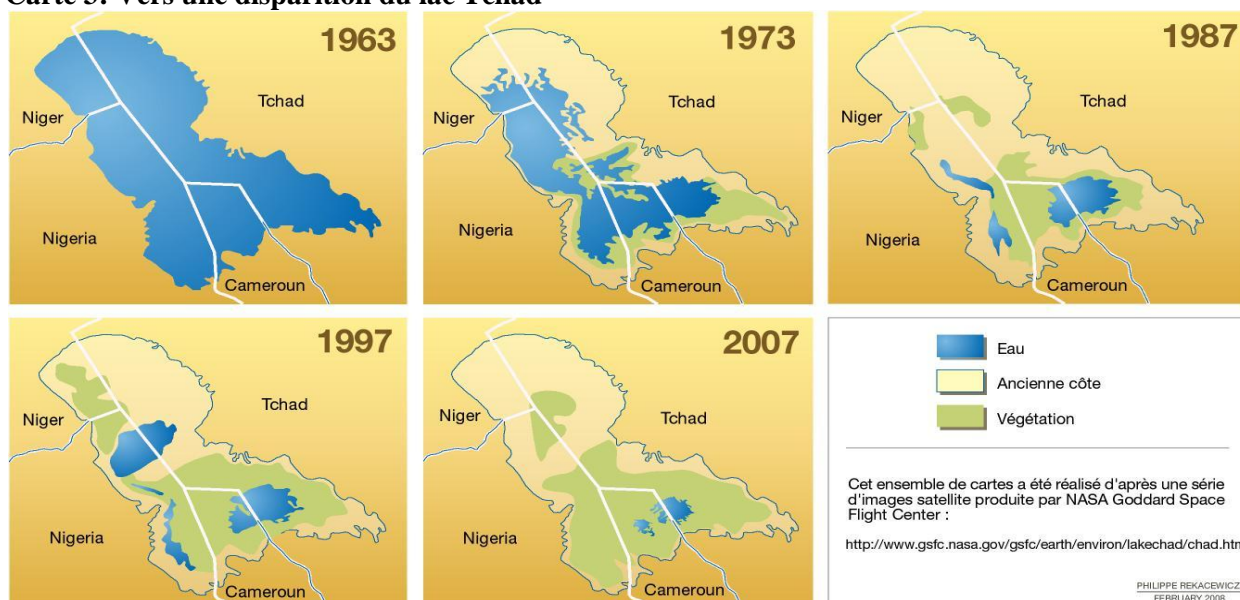 Carte 3: Vers une disparition du lac Tchad
1963
Tchad
Niger
Nigeria
Cameroun
1973
Tchad
Niger
Nigeria
Cameroun
1987
Tchad
Niger
Nigeria
Cameroun
1997
Tchad
Niger
Nigeria
Cameroun
2007
Tchad
Niger
Nigeria
Cameroun
Eau
Ancienne côte
Végétation
Cet ensemble de cartes a été réalisé d'après une série
d'images satellite produite par NASA Goddard Space
Flight Center :
http://www.gsfc.nasa.gov/gsfc/earth/environ/lakechad/chad.htm
PHILIPPE REKACEWICZ
FEBRUARY 2008